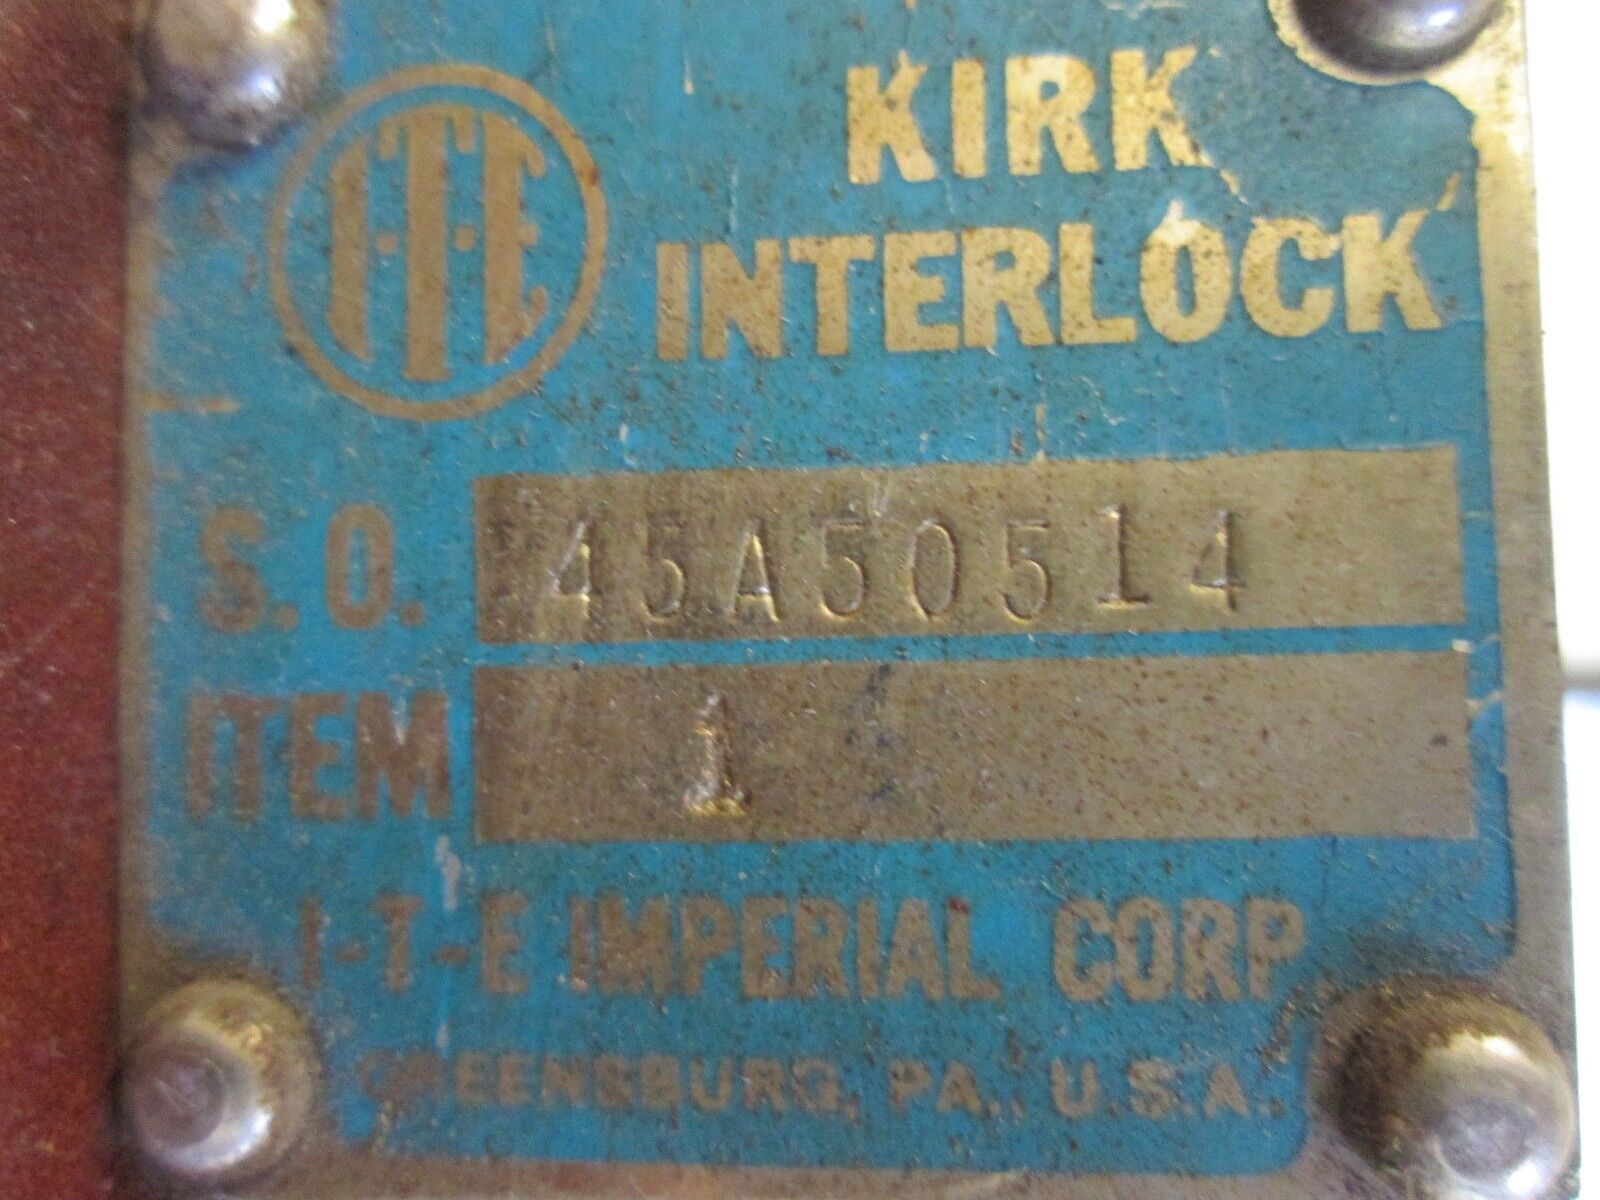 I-T-E
KIRK
INTERLOCK
S.O. 45A50514
ITEM 1
I-T-E IMPERIAL CORP
GREENSBURG, PA., U.S.A.